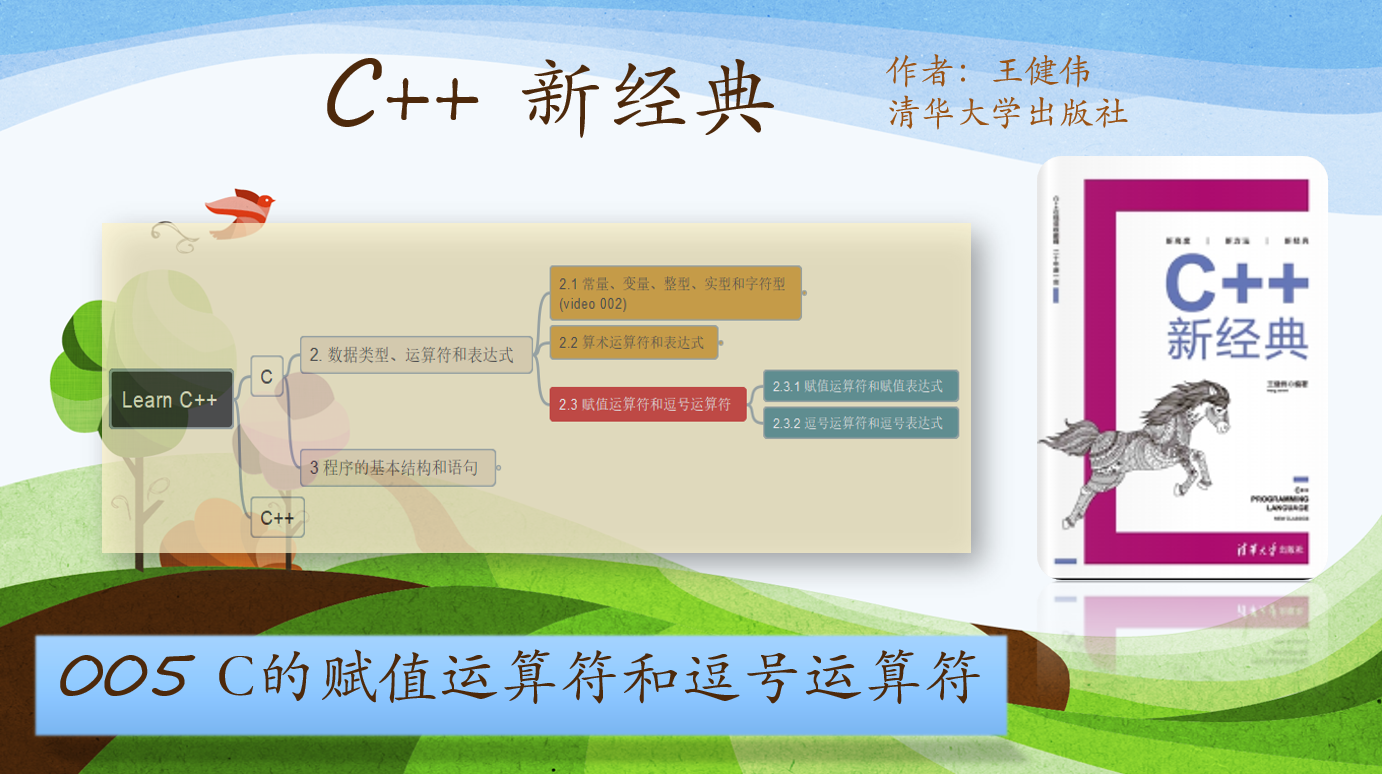 C++ 新经典
作者：王健伟
清华大学出版社
Learn C++
C
2. 数据类型、运算符和表达式
2.1 常量、变量、整型、实型和字符型
(video 002)
2.2 算术运算符和表达式
2.3 赋值运算符和逗号运算符
2.3.1 赋值运算符和赋值表达式
2.3.2 逗号运算符和逗号表达式
3 程序的基本结构和语句
C++
新高度 | 新方法 | 新经典
C++
新经典
王健伟◎编著
C++
PROGRAMMING
LANGUAGE
NEW CLASSICS
清华大学出版社
005 C的赋值运算符和逗号运算符